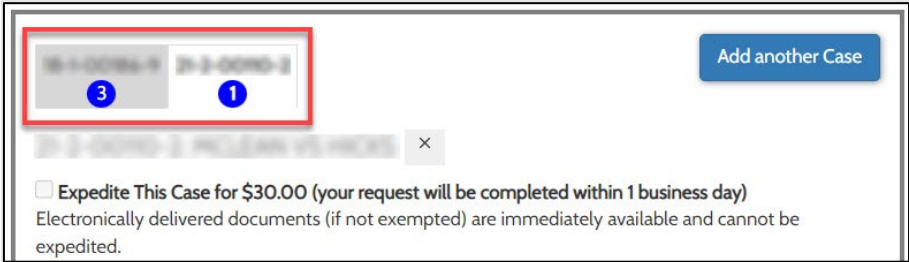 Add another Case
3 1
×
Expedite This Case for $30.00 (your request will be completed within 1 business day)
Electronically delivered documents (if not exempted) are immediately available and cannot be
expedited.